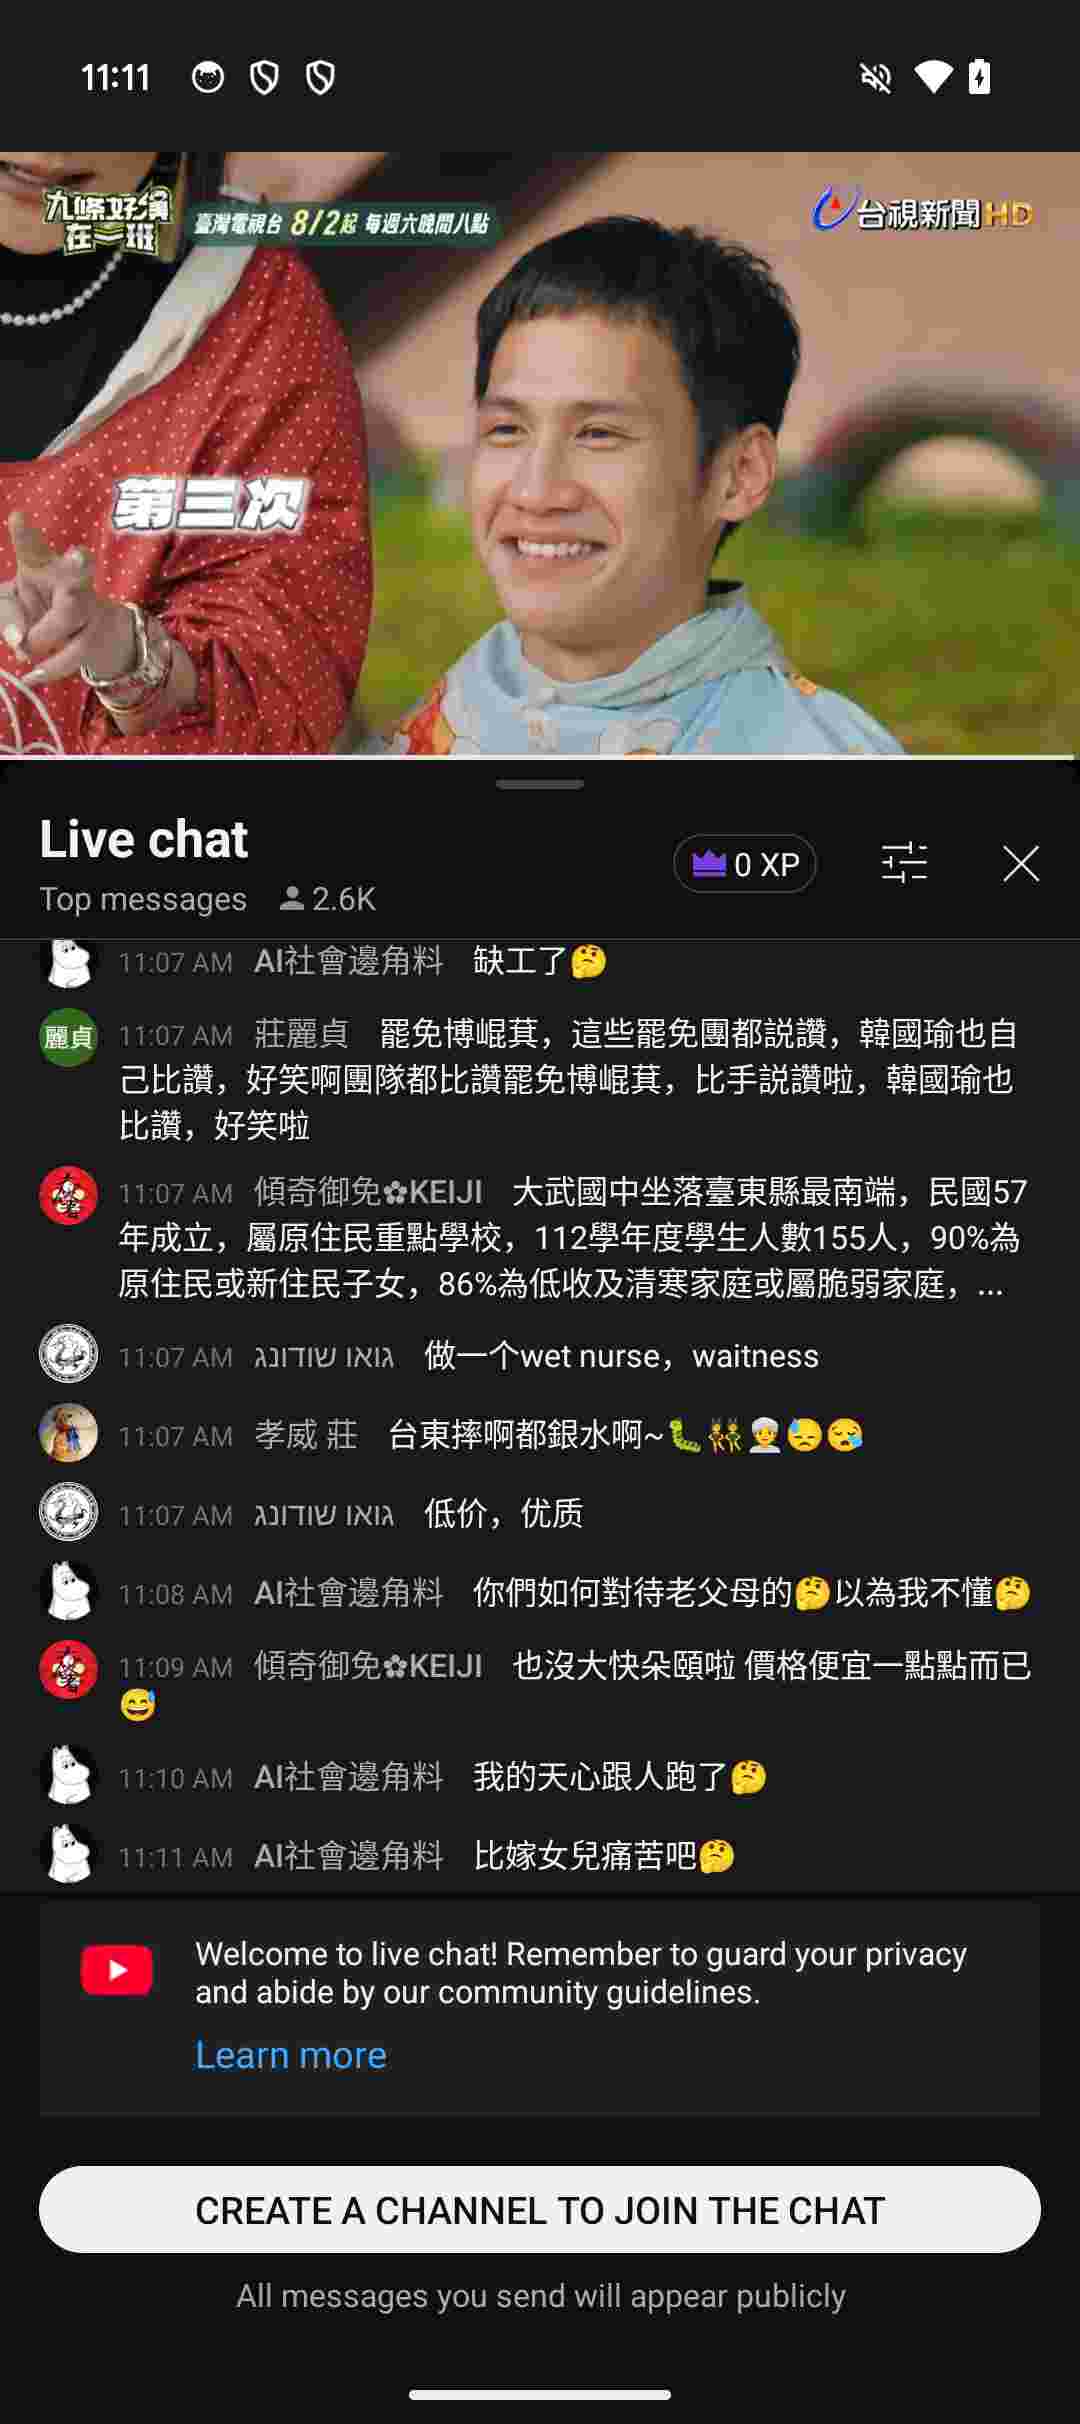 11:11
九條好漢
在一班
臺灣電視台 8/2起 每週六晚間八點
台視新聞HD
第三次
Live chat
Top messages 2.6K
0 XP
11:07 AM AI社會邊角料 缺工了🤔
麗貞
11:07 AM 莊麗貞 罷免博崐萁，這些罷免團都説讚，韓國瑜也自
己比讚，好笑啊團隊都比讚罷免博崐萁，比手説讚啦，韓國瑜也
比讚，好笑啦
11:07 AM 傾奇御免✿KEIJI 大武國中坐落臺東縣最南端，民國57
年成立，屬原住民重點學校，112學年度學生人數155人，90%為
原住民或新住民子女，86%為低收及清寒家庭或屬脆弱家庭，...
11:07 AM גואו שודונג 做一个wet nurse，waitness
11:07 AM 孝威 莊 台東摔啊都銀水啊~🐛👯👳😓😪
11:07 AM גואו שודונג 低价，优质
11:08 AM AI社會邊角料 你們如何對待老父母的🤔以為我不懂🤔
11:09 AM 傾奇御免✿KEIJI 也沒大快朵頤啦 價格便宜一點點而已
😅
11:10 AM AI社會邊角料 我的天心跟人跑了🤔
11:11 AM AI社會邊角料 比嫁女兒痛苦吧🤔
Welcome to live chat! Remember to guard your privacy
and abide by our community guidelines.
Learn more
CREATE A CHANNEL TO JOIN THE CHAT
All messages you send will appear publicly